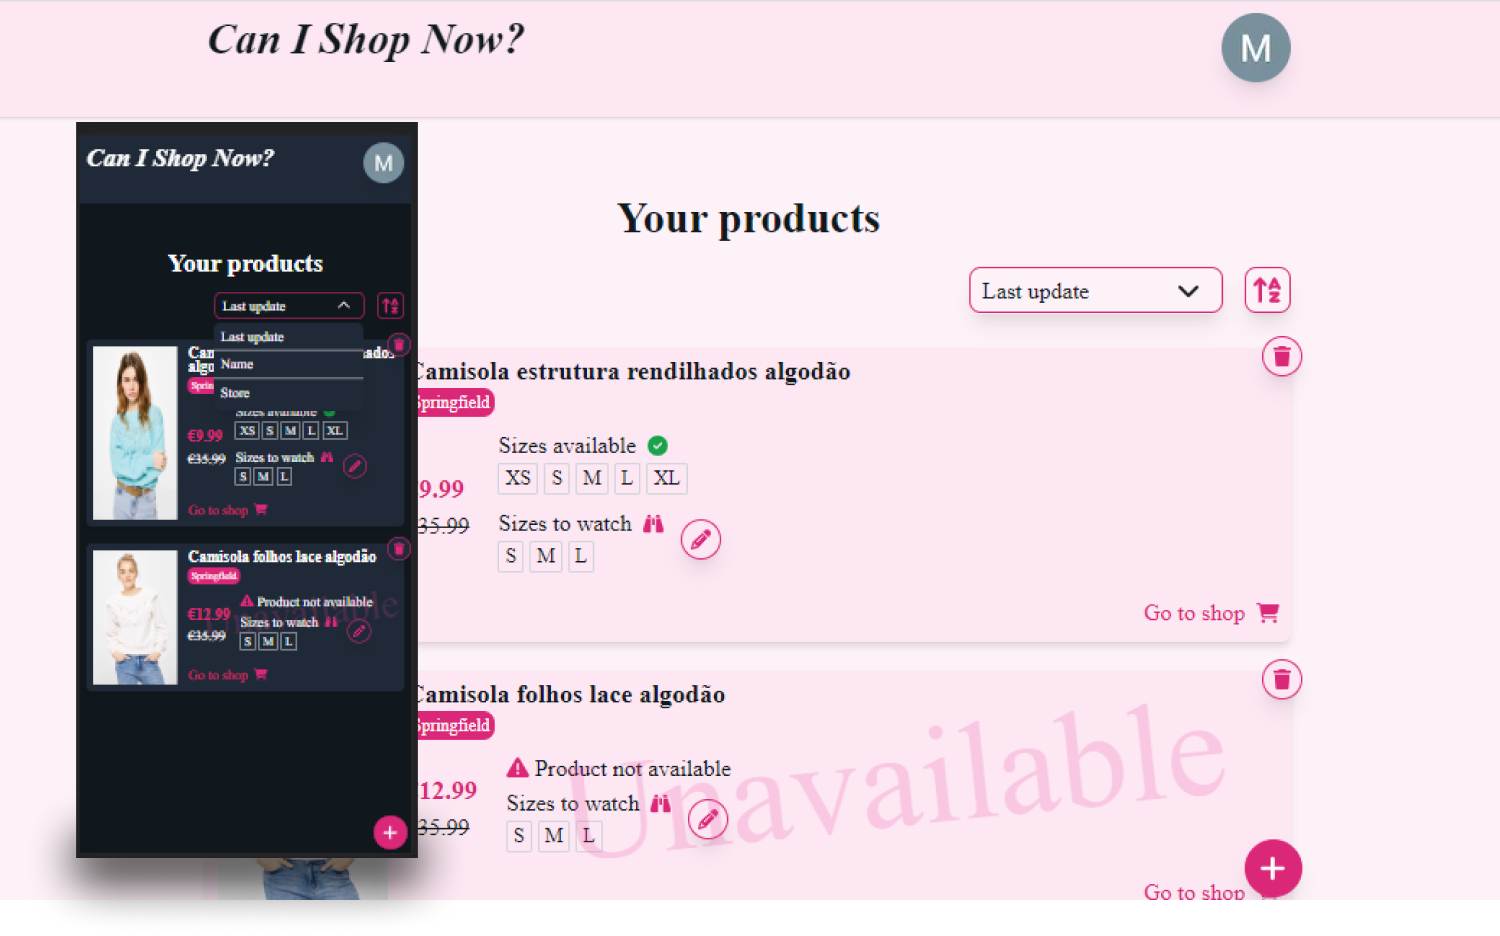 Can I Shop Now?
M
Your products
Last update
Camisola estrutura rendilhados algodão
Springfield
9.99
35.99
Sizes available
XS S M L XL
Sizes to watch
S M L
Go to shop
Camisola folhos lace algodão
Springfield
12.99
35.99
Product not available
Sizes to watch
S M L
Unavailable
Go to shop
Can I Shop Now?
M
Your products
Last update
Last update
Name
Store
€9.99
€35.99
Sizes available
XS S M L XL
Sizes to watch
S M L
Go to shop
Camisola folhos lace algodão
Springfield
€12.99
€35.99
Product not available
Sizes to watch
S M L
Unavailable
Go to shop